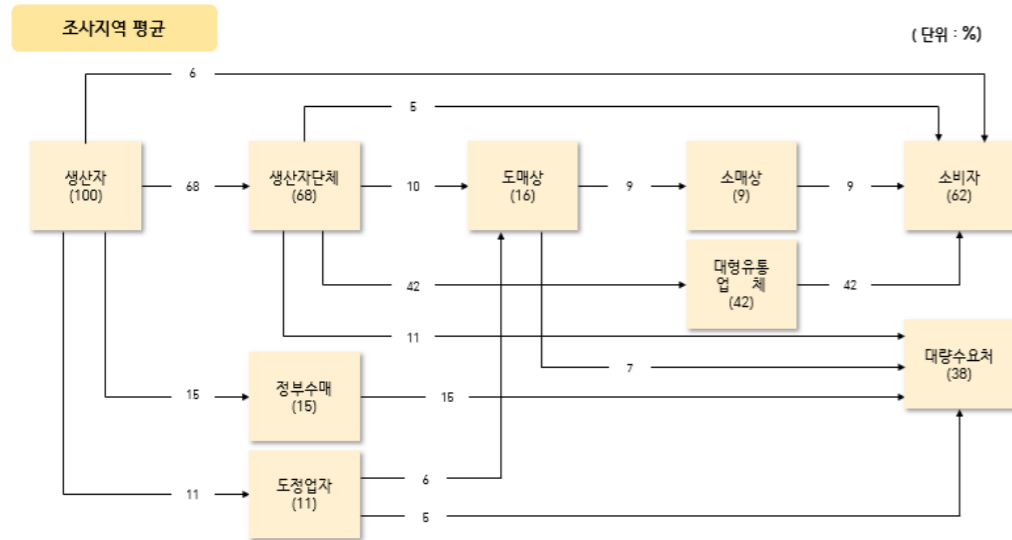 조사지역 평균
( 단위 : %)
6
5
생산자
(100)
68
생산자단체
(68)
10
도매상
(16)
9
소매상
(9)
9
소비자
(62)
42
대형유통
업 체
(42)
42
11
대량수요처
(38)
7
15
정부수매
(15)
15
11
도정업자
(11)
6
5